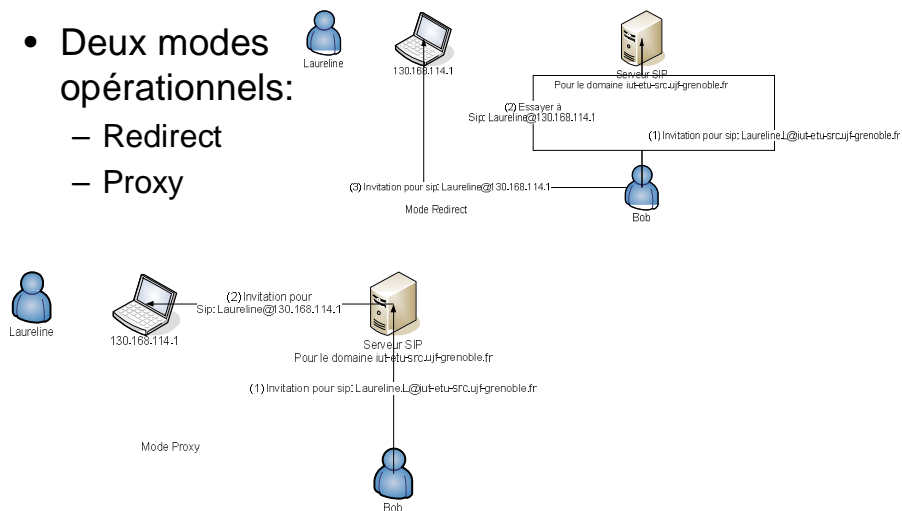 • Deux modes
opérationnels:
– Redirect
– Proxy
Laureline
130.168.114.1
Serveur SIP
Pour le domaine iut-etu-src.ujf-grenoble.fr
(2) Essayer à
Sip: Laureline@130.168.114.1
(1) Invitation pour sip: Laureline.L@iut-etu-src.ujf-grenoble.fr
(3) Invitation pour sip: Laureline@130.168.114.1
Mode Redirect
Bob
Laureline
130.168.114.1
(2) Invitation pour
Sip: Laureline@130.168.114.1
Serveur SIP
Pour le domaine iut-etu-src.ujf-grenoble.fr
(1) Invitation pour sip: Laureline.L@iut-etu-src.ujf-grenoble.fr
Mode Proxy
Bob